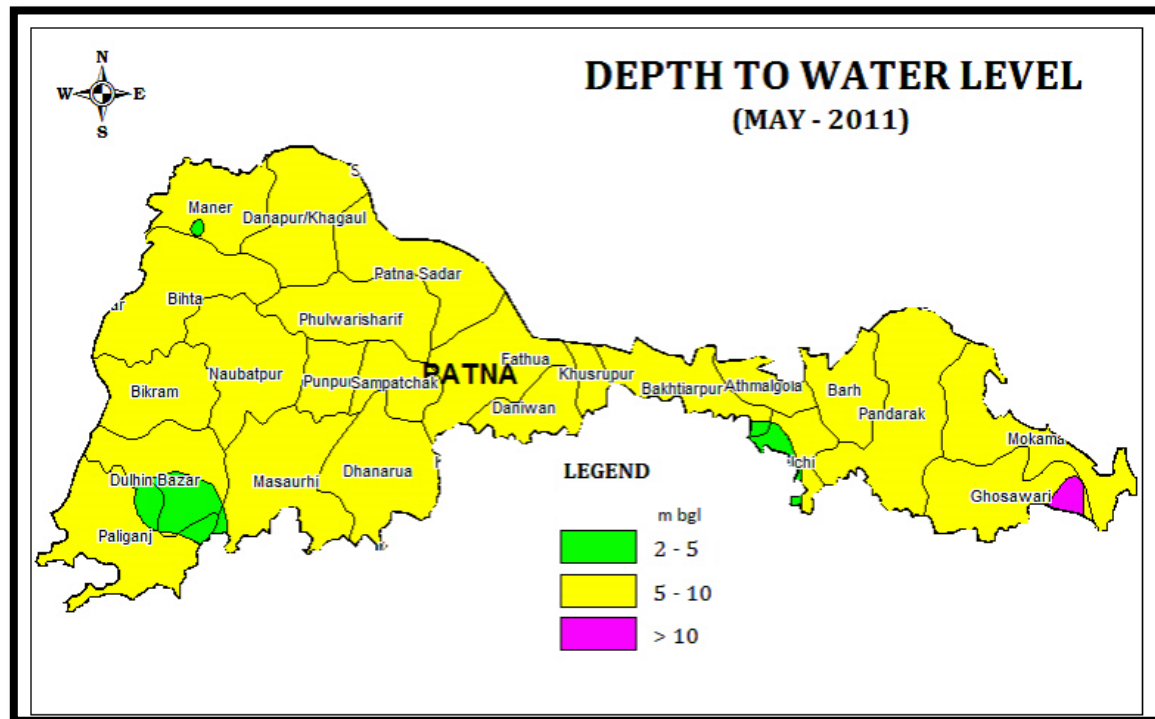 N
W E
S
DEPTH TO WATER LEVEL
(MAY - 2011)
S
Maner
Danapur/Khagaul
Patna-Sadar
Bihta
Phulwarisharif
Fathua
PATNA
Naubatpur
Punpun
Sampatchak
Khusrupur
Bikram
Daniwan
Bakhtiarpur
Athmalgola
Barh
Pandarak
Mokama
Ichi
Dhanarua
Masaurhi
Dulhin Bazar
Ghosawari
Paliganj
LEGEND
m bgl
2 - 5
5 - 10
> 10